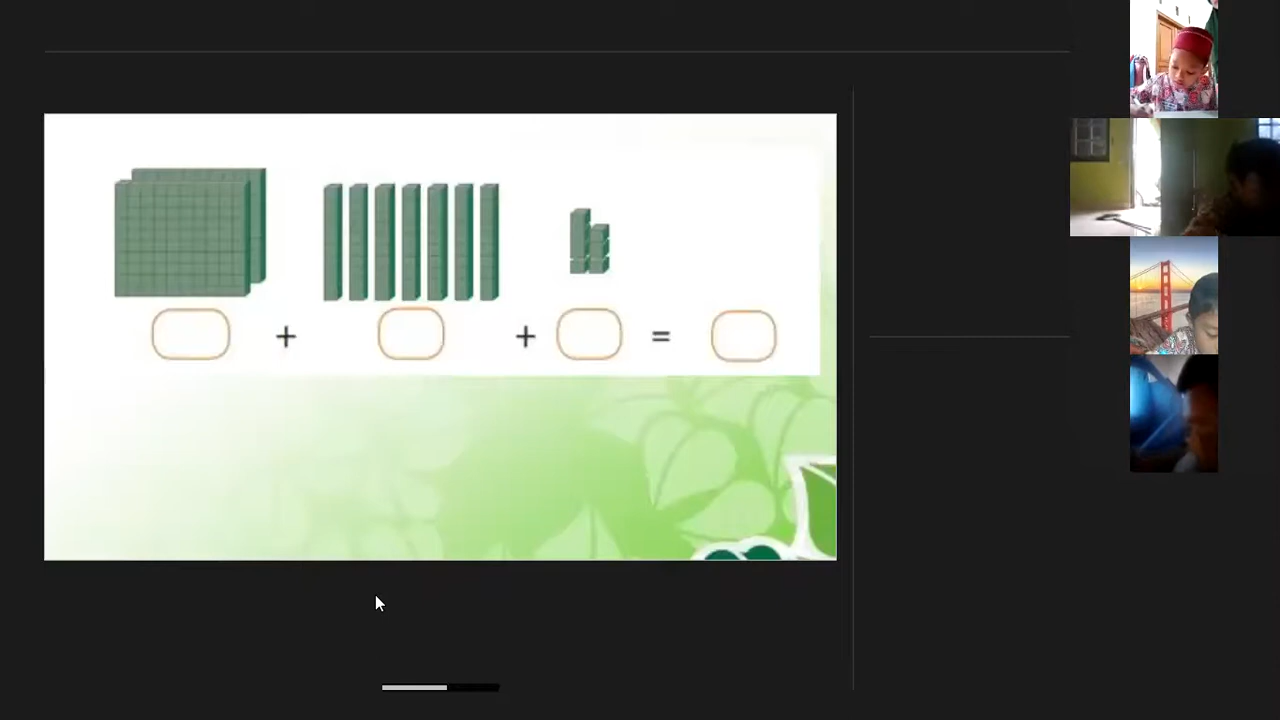 + + =